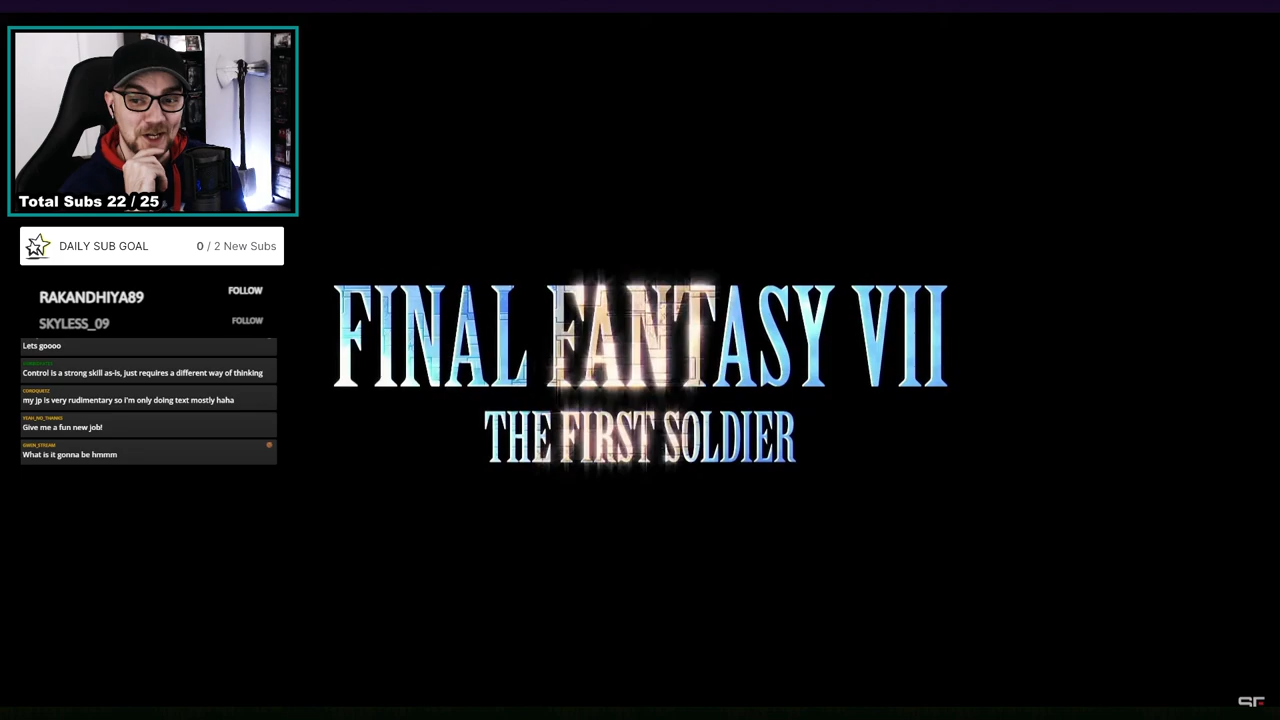 Total Subs 22 / 25
DAILY SUB GOAL 0 / 2 New Subs
RAKANDHIYA89 FOLLOW
SKYLESS_09 FOLLOW
Lets goooo
Control is a strong skill as-is, just requires a different way of thinking
my jp is very rudimentary so I'm only doing text mostly haha
YEAH_NO_THANKS
Give me a fun new job!
What is it gonna be hmmm
FINAL FANTASY VII
THE FIRST SOLDIER